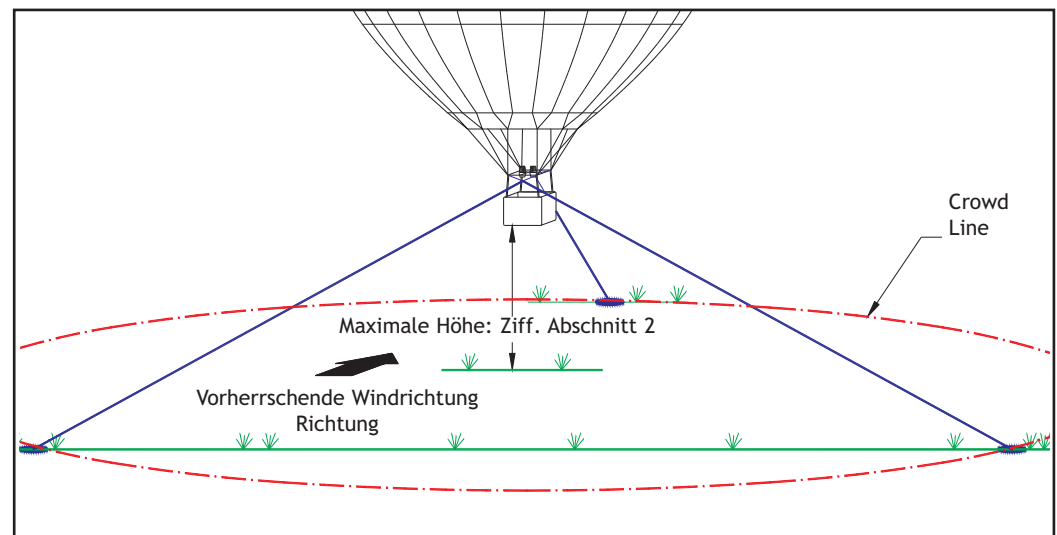 Crowd
Line
Maximale Höhe: Ziff. Abschnitt 2
Vorherrschende Windrichtung
Richtung